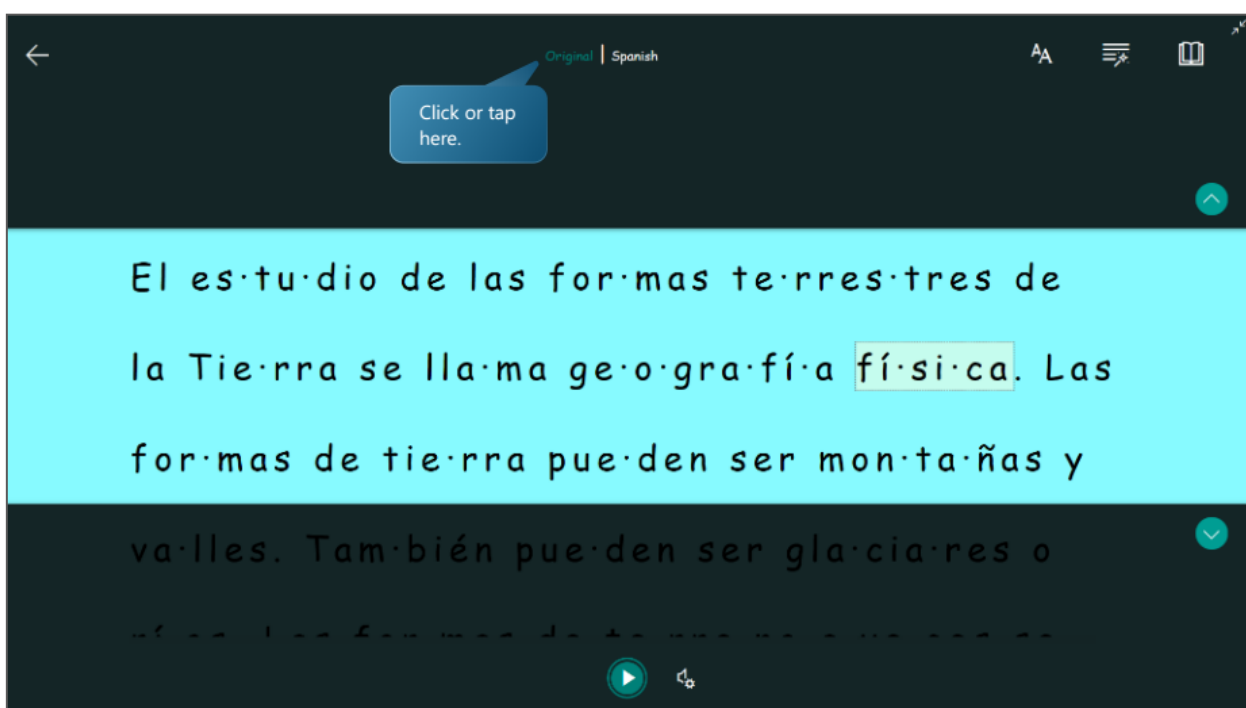 Original | Spanish
AA
Click or tap
here.
El es·tu·dio de las for·mas te·rres·tres de
la Tie·rra se lla·ma ge·o·gra·fí·a fí·si·ca. Las
for·mas de tie·rra pue·den ser mon·ta·ñas y
va·lles. Tam·bién pue·den ser gla·cia·res o